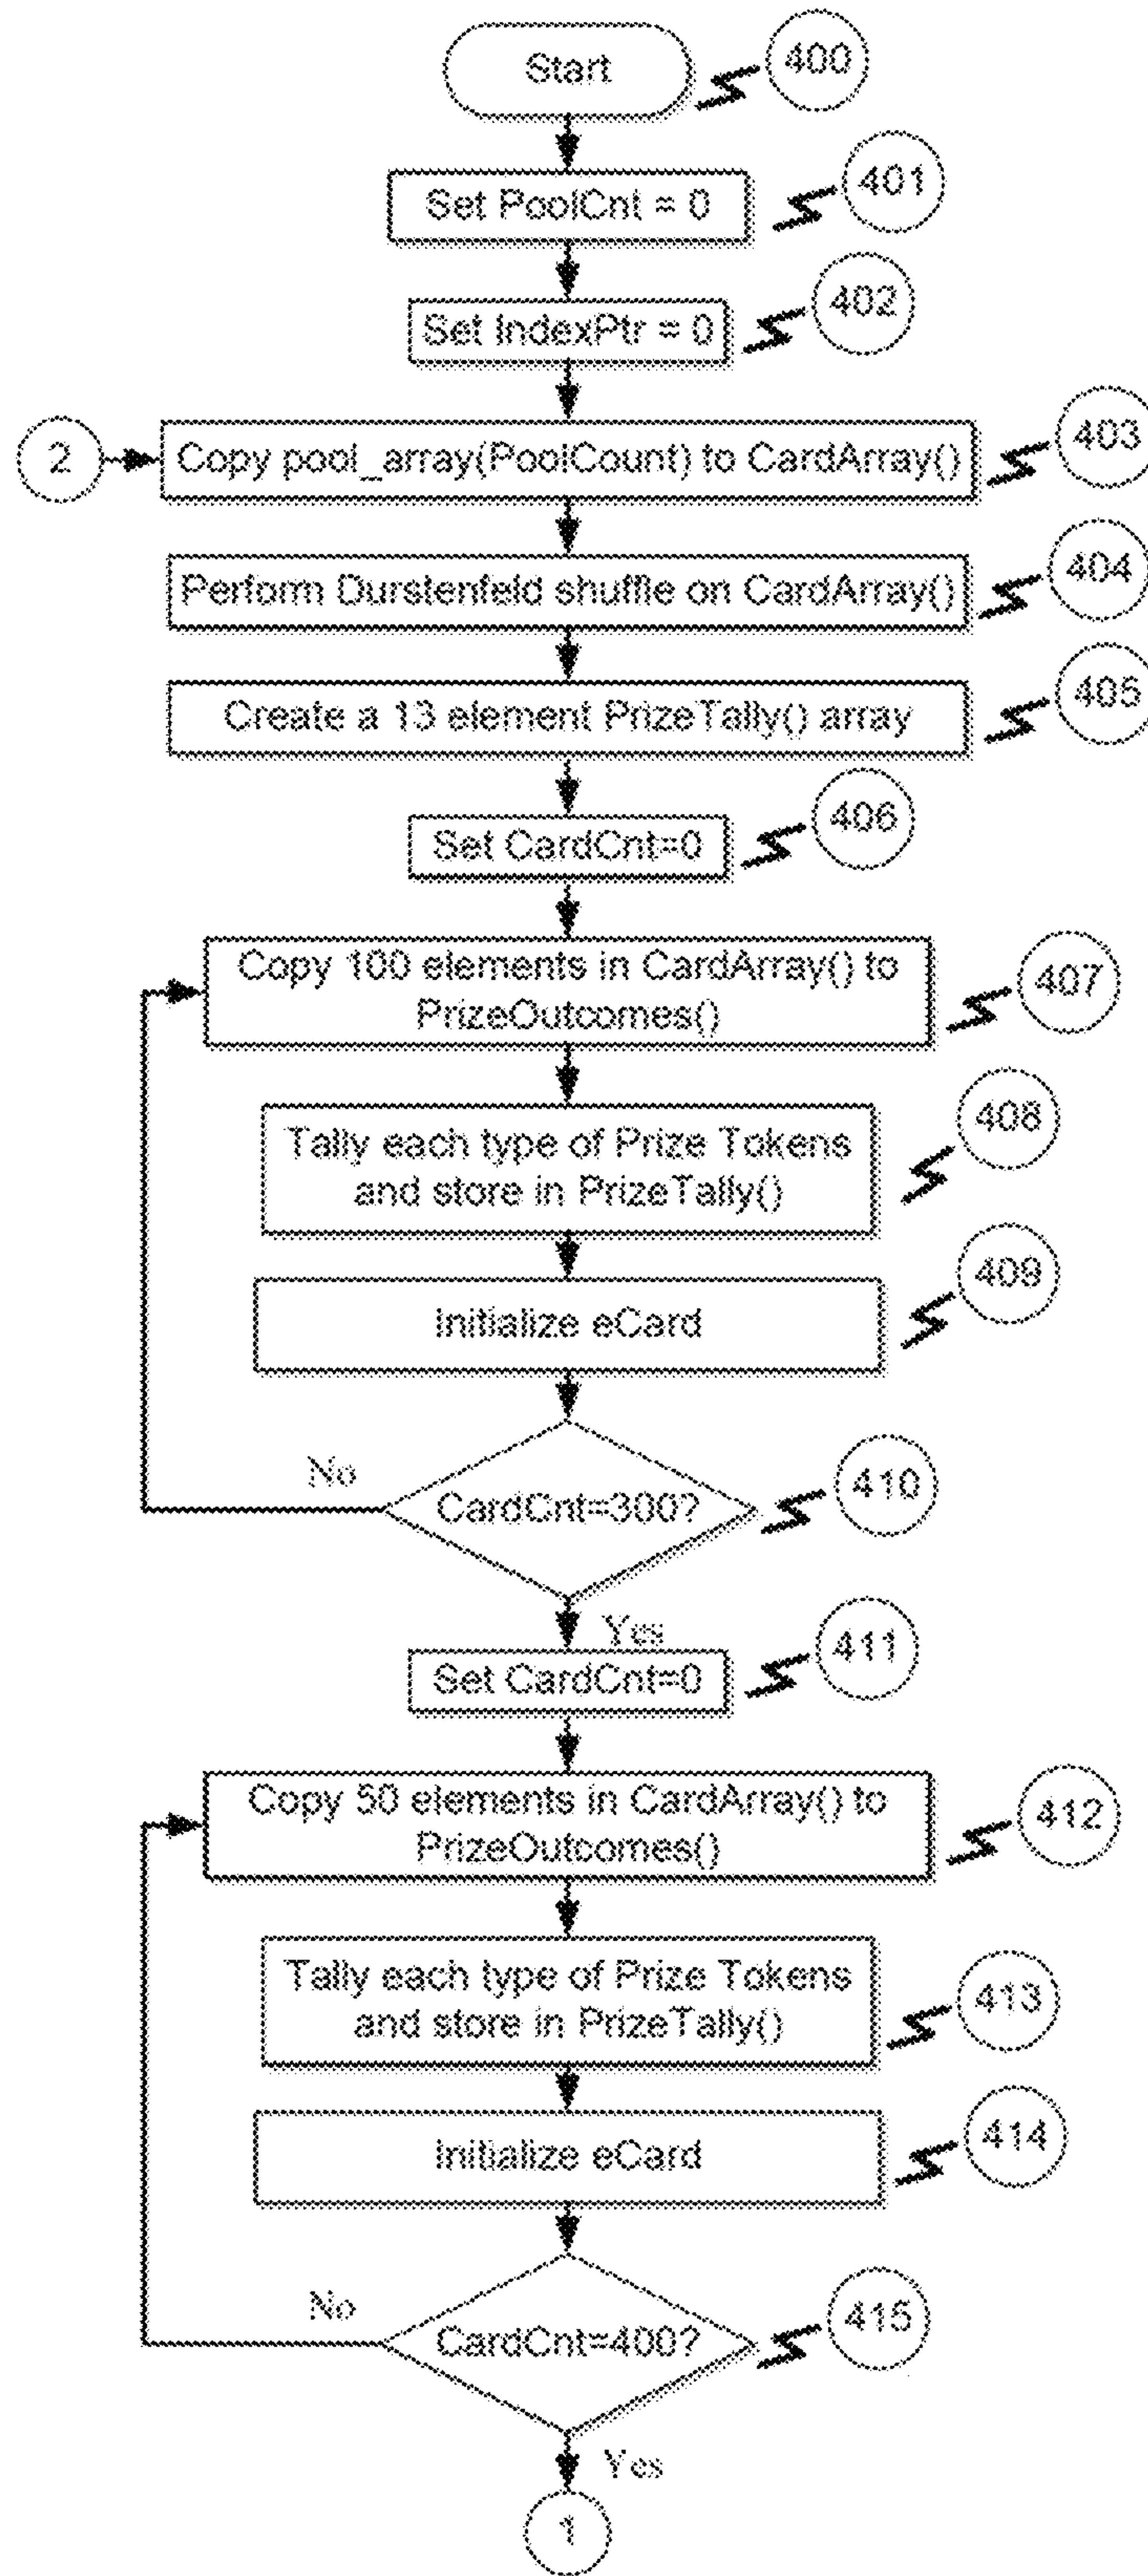 Start
400
Set PoolCnt = 0
401
Set IndexPtr = 0
402
2
Copy pool_array(PoolCount) to CardArray()
403
Perform Durstenfeld shuffle on CardArray()
404
Create a 13 element PrizeTally() array
405
Set CardCnt=0
406
Copy 100 elements in CardArray() to
PrizeOutcomes()
407
Tally each type of Prize Tokens
and store in PrizeTally()
408
Initialize eCard
409
No
CardCnt=300?
410
Yes
Set CardCnt=0
411
Copy 50 elements in CardArray() to
PrizeOutcomes()
412
Tally each type of Prize Tokens
and store in PrizeTally()
413
Initialize eCard
414
No
CardCnt=400?
415
Yes
1